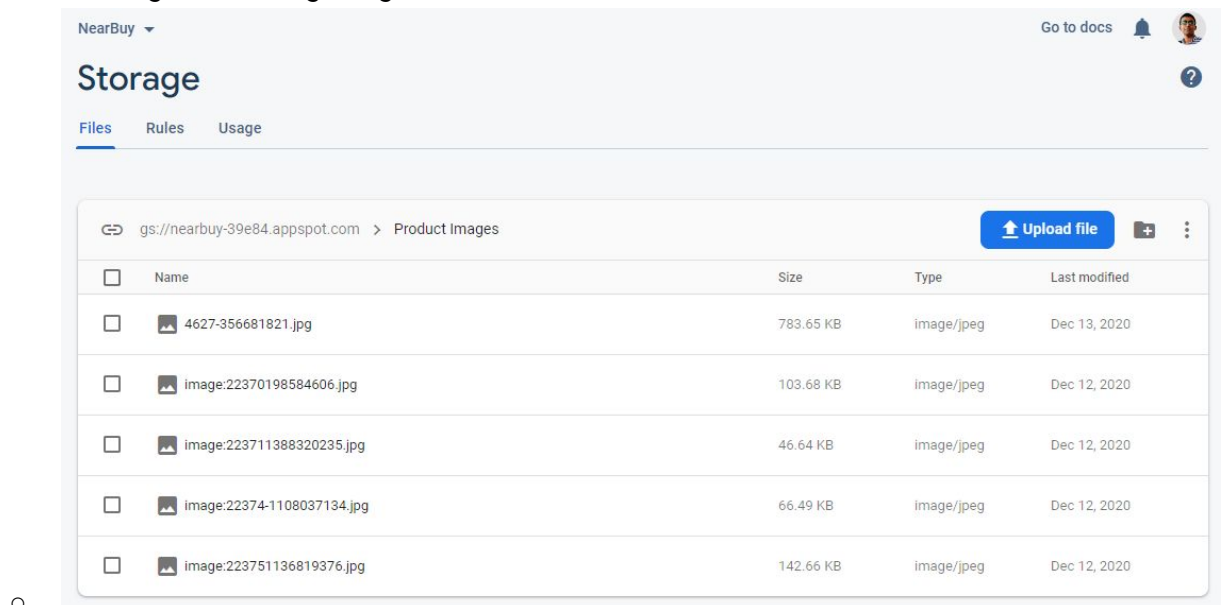 NearBuy Go to docs
Storage
Files Rules Usage
gs://nearbuy-39e84.appspot.com > Product Images Upload file
Name Size Type Last modified
4627-356681821.jpg 783.65 KB image/jpeg Dec 13, 2020
image:22370198584606.jpg 103.68 KB image/jpeg Dec 12, 2020
image:223711388320235.jpg 46.64 KB image/jpeg Dec 12, 2020
image:22374-1108037134.jpg 66.49 KB image/jpeg Dec 12, 2020
image:223751136819376.jpg 142.66 KB image/jpeg Dec 12, 2020